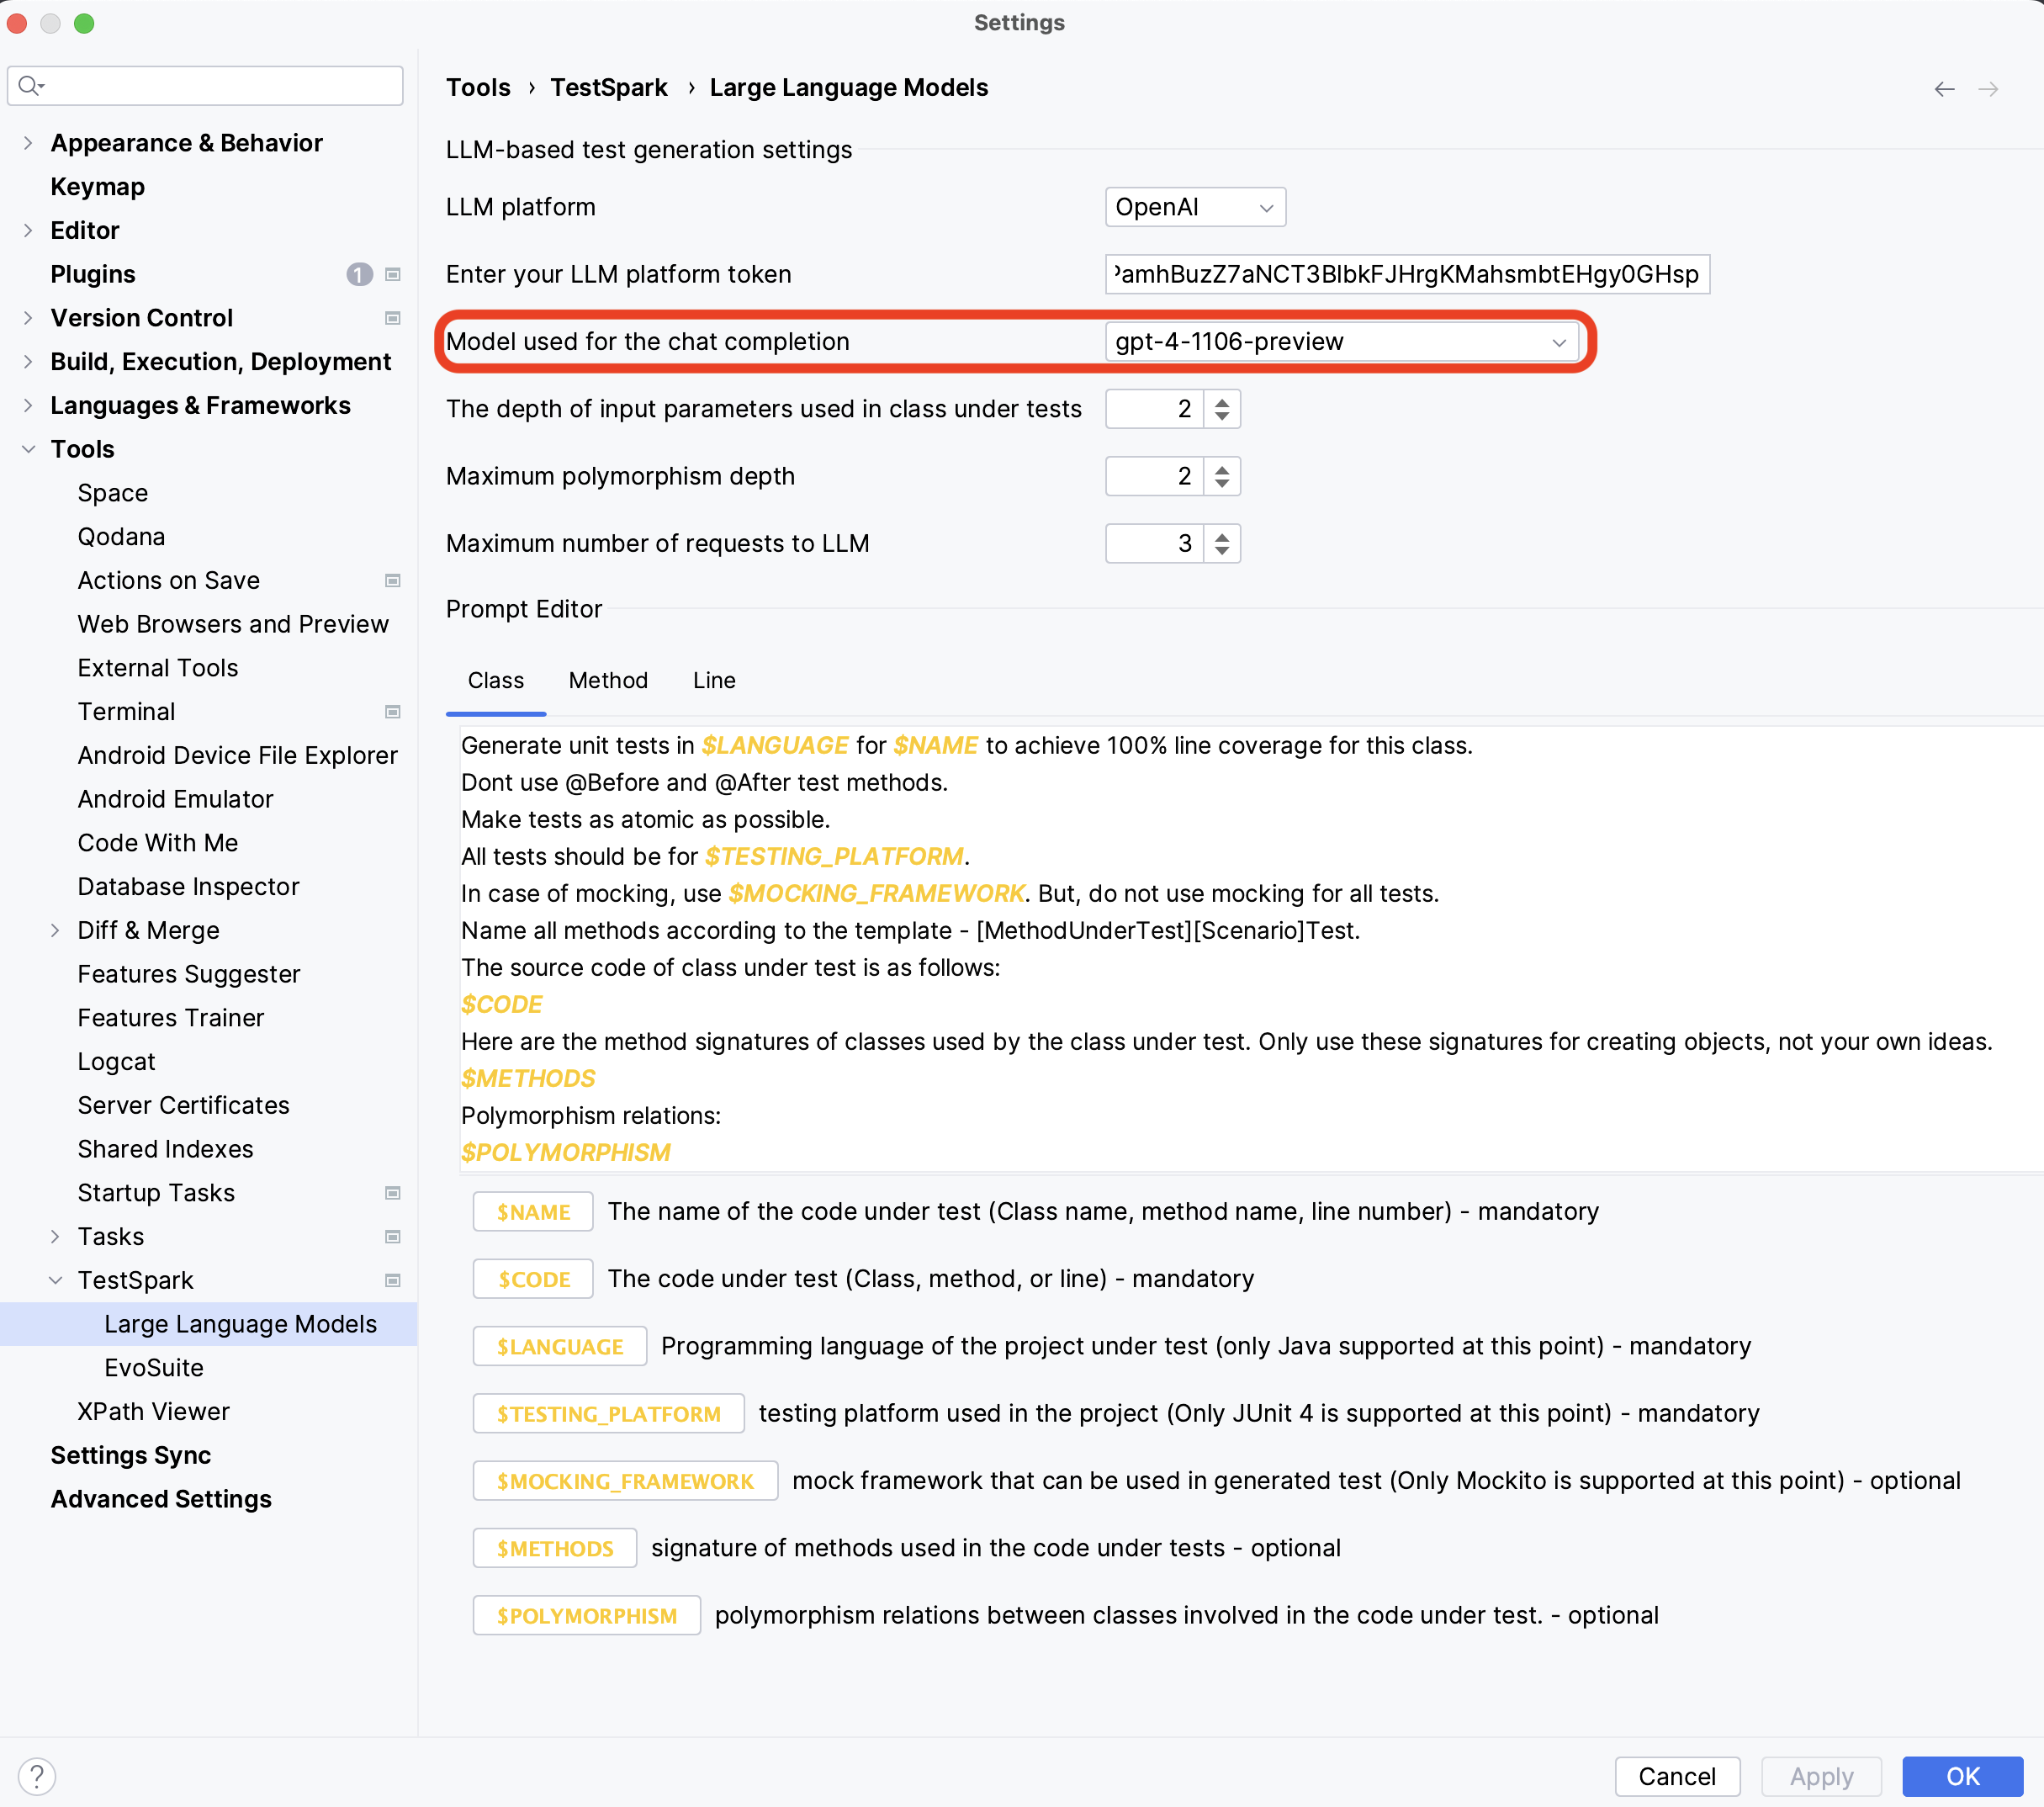 Settings
Appearance & Behavior
Keymap
Editor
Plugins 1
Version Control
Build, Execution, Deployment
Languages & Frameworks
Tools
Space
Qodana
Actions on Save
Web Browsers and Preview
External Tools
Terminal
Android Device File Explorer
Android Emulator
Code With Me
Database Inspector
Diff & Merge
Features Suggester
Features Trainer
Logcat
Server Certificates
Shared Indexes
Startup Tasks
Tasks
TestSpark
Large Language Models
EvoSuite
XPath Viewer
Settings Sync
Advanced Settings
Tools › TestSpark › Large Language Models
LLM-based test generation settings
LLM platform OpenAI
Enter your LLM platform token
Model used for the chat completion gpt-4-1106-preview
The depth of input parameters used in class under tests 2
Maximum polymorphism depth 2
Maximum number of requests to LLM 3
Prompt Editor
Class Method Line
Generate unit tests in $LANGUAGE for $NAME to achieve 100% line coverage for this class.
Dont use @Before and @After test methods.
Make tests as atomic as possible.
All tests should be for $TESTING_PLATFORM.
In case of mocking, use $MOCKING_FRAMEWORK. But, do not use mocking for all tests.
Name all methods according to the template - [MethodUnderTest][Scenario]Test.
The source code of class under test is as follows:
$CODE
Here are the method signatures of classes used by the class under test. Only use these signatures for creating objects, not your own ideas.
$METHODS
Polymorphism relations:
$POLYMORPHISM
$NAME The name of the code under test (Class name, method name, line number) - mandatory
$CODE The code under test (Class, method, or line) - mandatory
$LANGUAGE Programming language of the project under test (only Java supported at this point) - mandatory
$TESTING_PLATFORM testing platform used in the project (Only JUnit 4 is supported at this point) - mandatory
$MOCKING_FRAMEWORK mock framework that can be used in generated test (Only Mockito is supported at this point) - optional
$METHODS signature of methods used in the code under tests - optional
$POLYMORPHISM polymorphism relations between classes involved in the code under test. - optional
? Cancel Apply OK